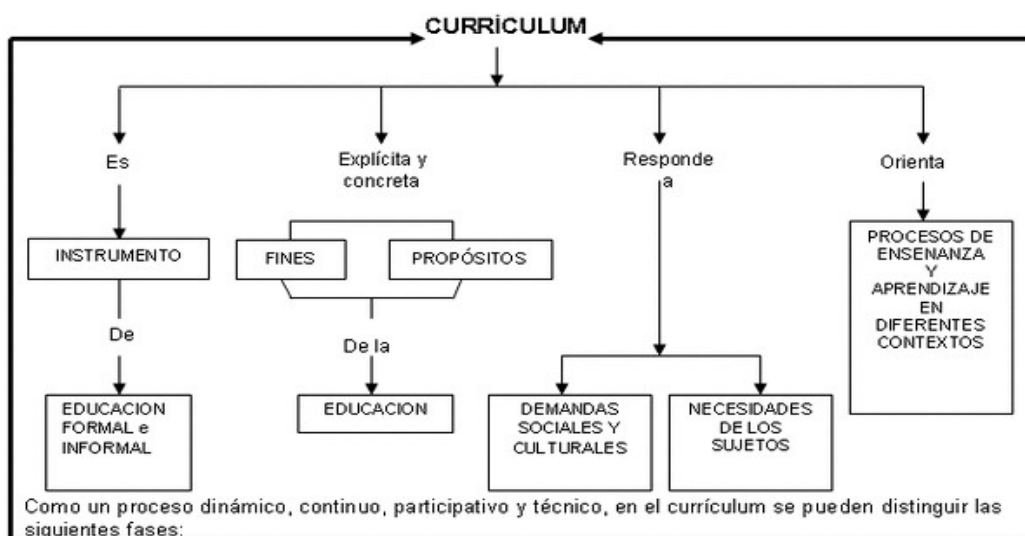 CURRÍCULUM
Es
Explícita y
concreta
Responde
a
Orienta
INSTRUMENTO
FINES
PROPÓSITOS
PROCESOS DE
ENSENANZA
Y
APRENDIZAJE
EN
DIFERENTES
CONTEXTOS
De
De la
EDUCACION
FORMAL e
INFORMAL
EDUCACION
DEMANDAS
SOCIALES Y
CULTURALES
NECESIDADES
DE LOS
SUJETOS
Como un proceso dinámico, continuo, participativo y técnico, en el currículum se pueden distinguir las
siguientes fases: